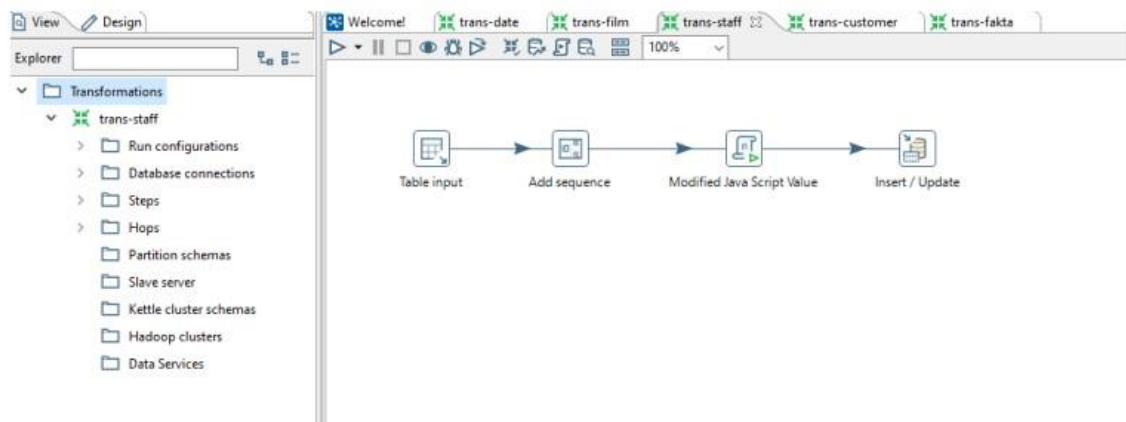 View Design
Explorer
Transformations
trans-staff
Run configurations
Database connections
Steps
Hops
Partition schemas
Slave server
Kettle cluster schemas
Hadoop clusters
Data Services
Welcome! trans-date trans-film trans-staff trans-customer trans-fakta
100%
Table input Add sequence Modified Java Script Value Insert / Update